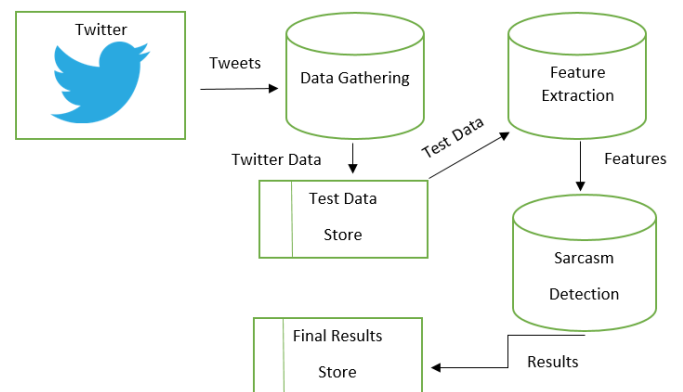 Twitter
Tweets
Data Gathering
Feature
Extraction
Twitter Data
Test Data
Features
Test Data
Store
Sarcasm
Detection
Final Results
Store
Results